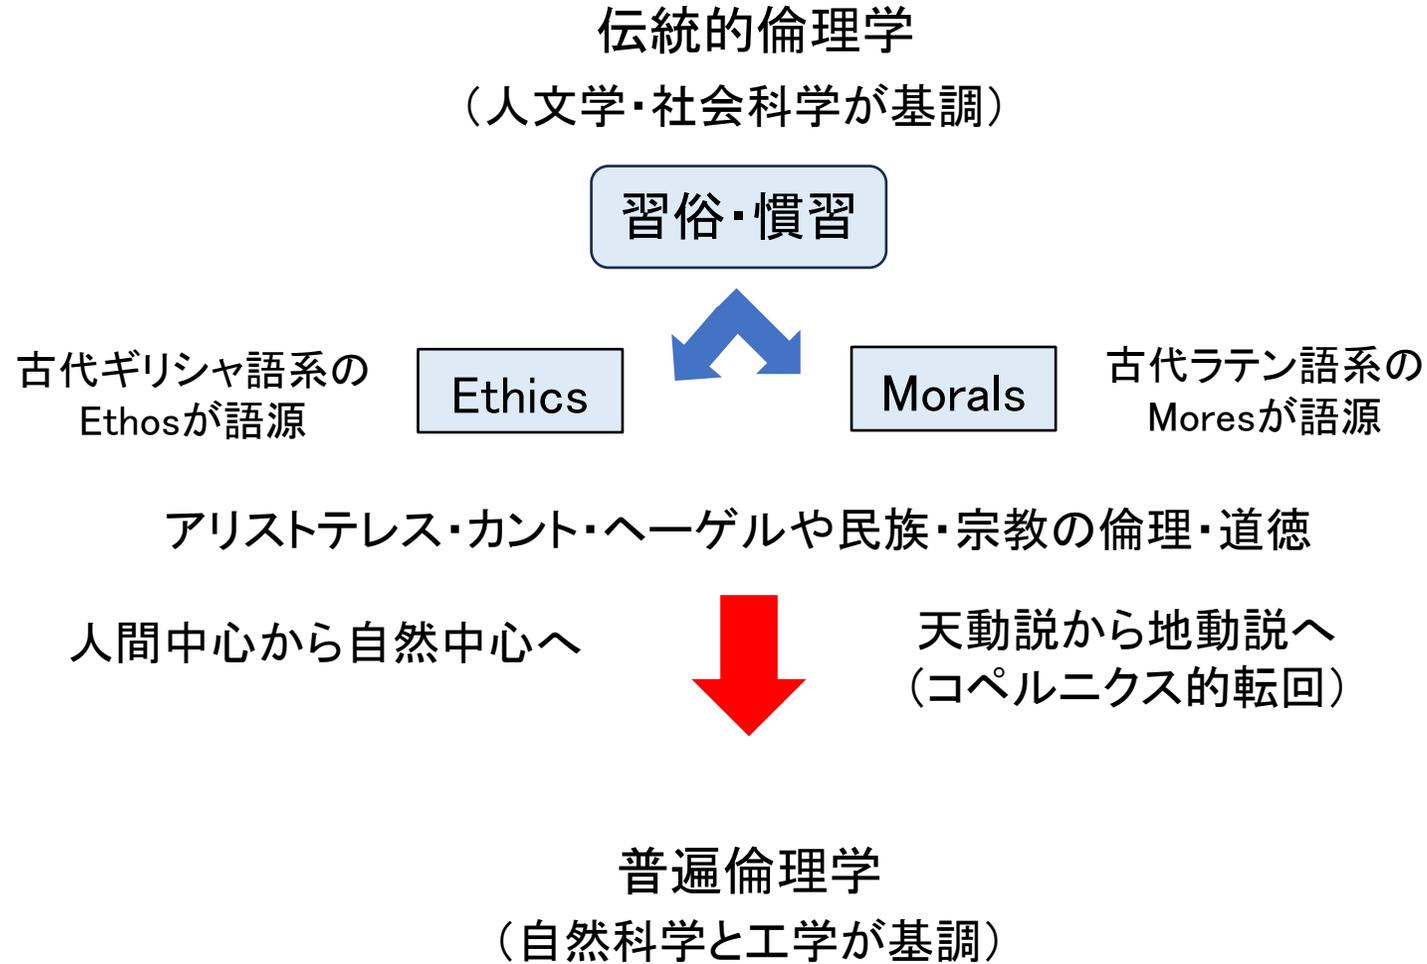 伝統的倫理学
（人文学・社会科学が基調）
習俗・慣習
古代ギリシャ語系の
Ethosが語源
Ethics
Morals
古代ラテン語系の
Moresが語源
アリストテレス・カント・ヘーゲルや民族・宗教の倫理・道徳
人間中心から自然中心へ
天動説から地動説へ
（コペルニクス的転回）
普遍倫理学
（自然科学と工学が基調）